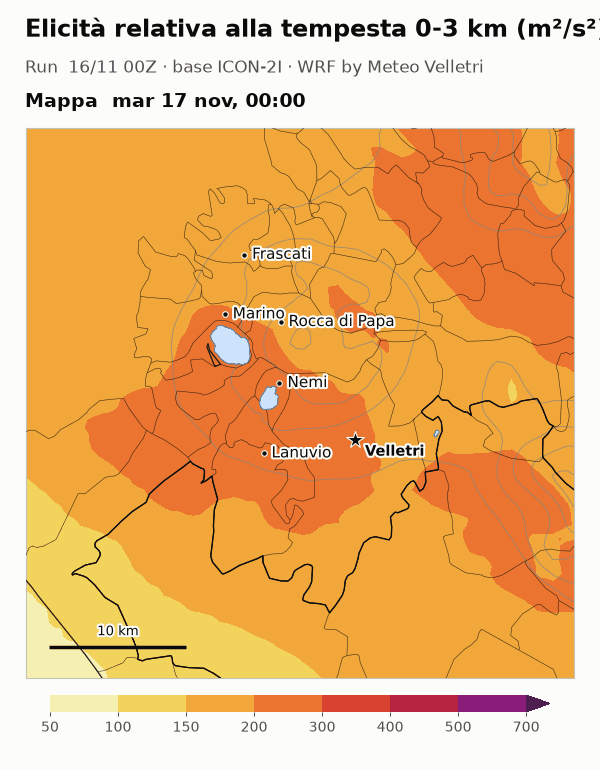 Elicità relativa alla tempesta 0-3 km (m²/s²)
Run  16/11 00Z · base ICON-2I · WRF by Meteo Velletri
Mappa  mar 17 nov, 00:00
Frascati
Marino
Rocca di Papa
Nemi
Velletri
Lanuvio
10 km
50 100 150 200 300 400 500 700